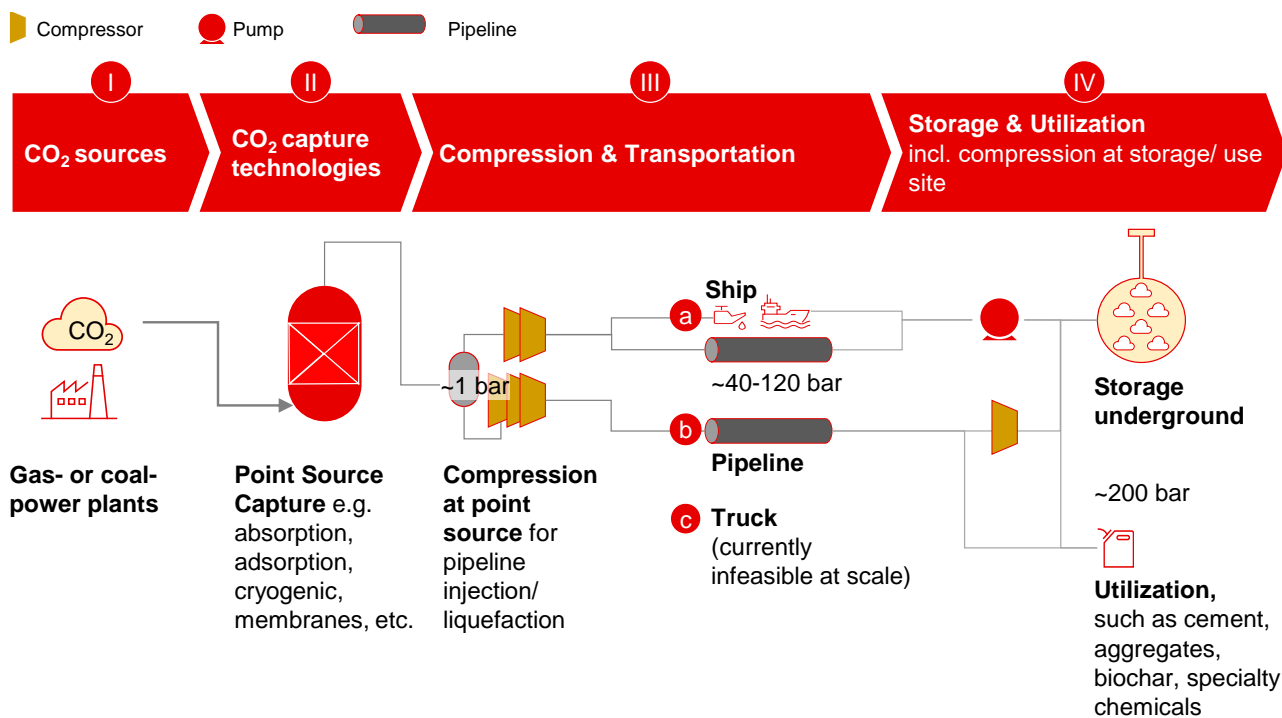 Compressor
Pump
Pipeline
I
II
III
IV
CO2 sources
CO2 capture
technologies
Compression & Transportation
Storage & Utilization
incl. compression at storage/ use
site
CO2
Gas- or coal-
power plants
Point Source
Capture e.g.
absorption,
adsorption,
cryogenic,
membranes, etc.
~1 bar
Compression
at point
source for
pipeline
injection/
liquefaction
a
Ship
~40-120 bar
b
Pipeline
c
Truck
(currently
infeasible at scale)
Storage
underground
~200 bar
Utilization,
such as cement,
aggregates,
biochar, specialty
chemicals